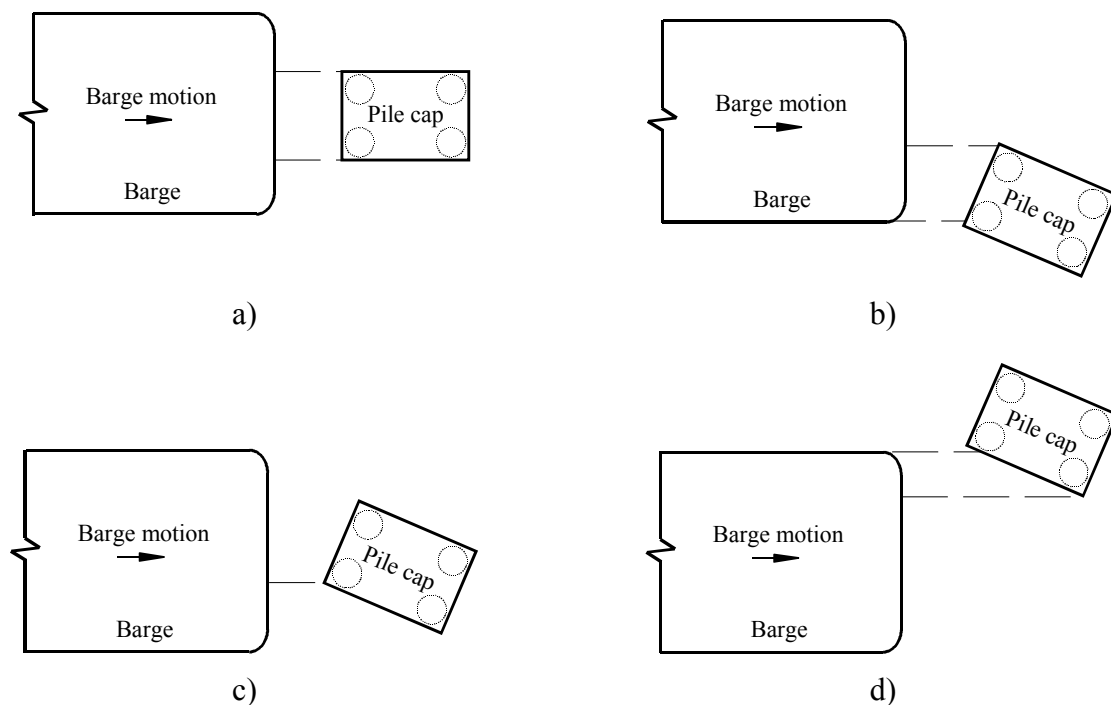 Barge motion
Pile cap
Barge
a)
Barge motion
Pile cap
Barge
b)
Barge motion
Pile cap
Barge
c)
Pile cap
Barge motion
Barge
d)